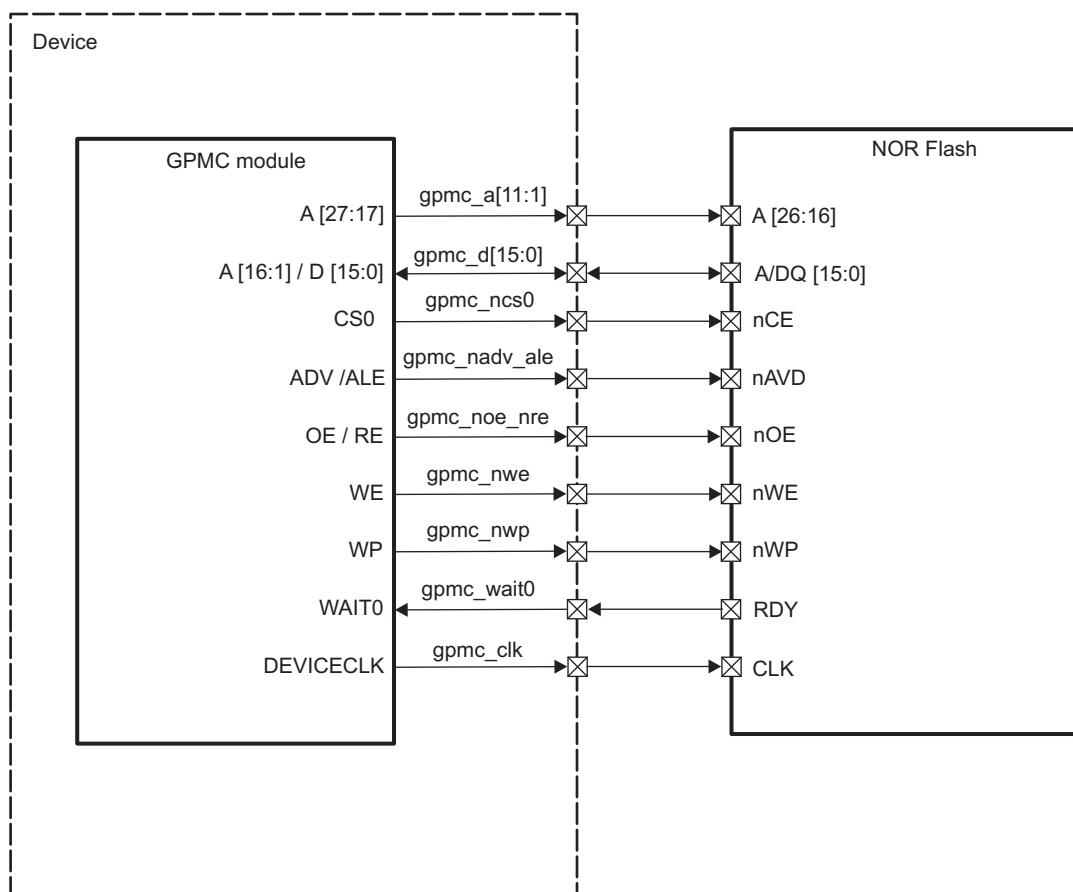 Device
GPMC module
NOR Flash
A [27:17]
gpmc_a[11:1]
A [26:16]
A [16:1] / D [15:0]
gpmc_d[15:0]
A/DQ [15:0]
CS0
gpmc_ncs0
nCE
ADV /ALE
gpmc_nadv_ale
nAVD
OE / RE
gpmc_noe_nre
nOE
WE
gpmc_nwe
nWE
WP
gpmc_nwp
nWP
WAIT0
gpmc_wait0
RDY
DEVICECLK
gpmc_clk
CLK